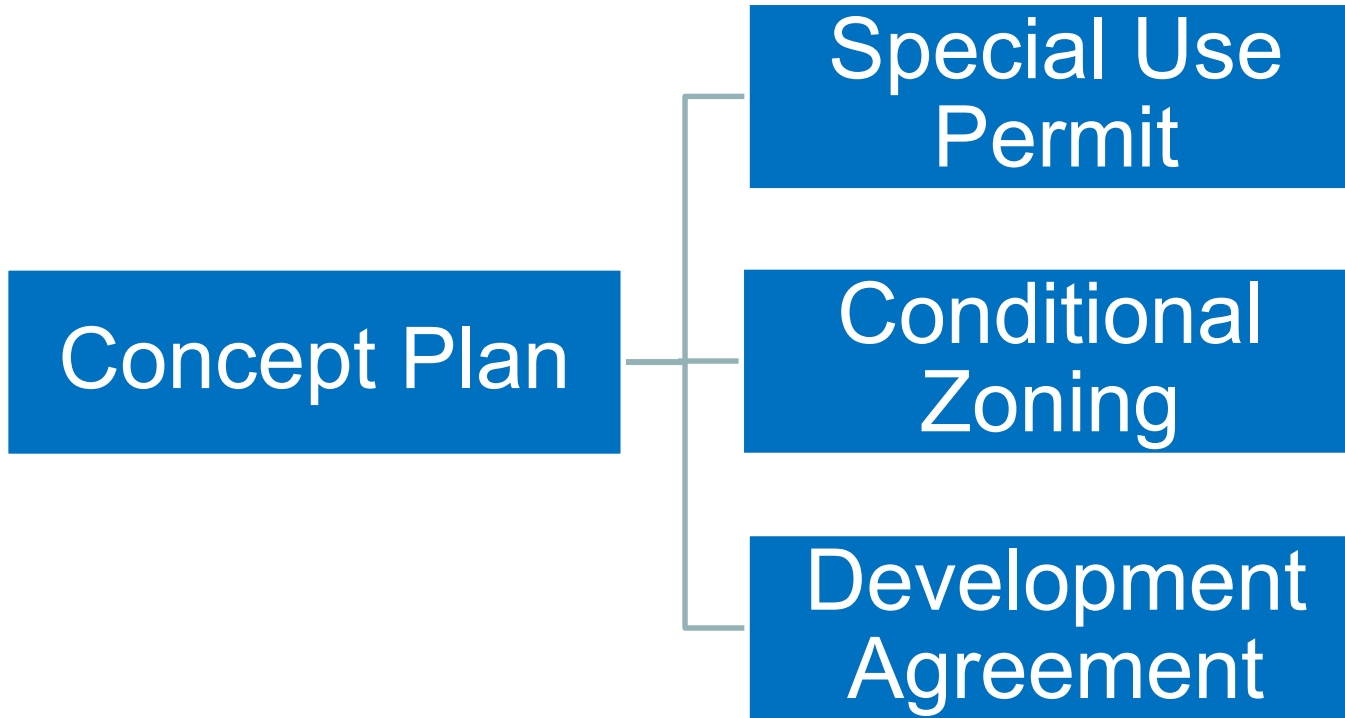 Special Use
Permit
Concept Plan
Conditional
Zoning
Development
Agreement